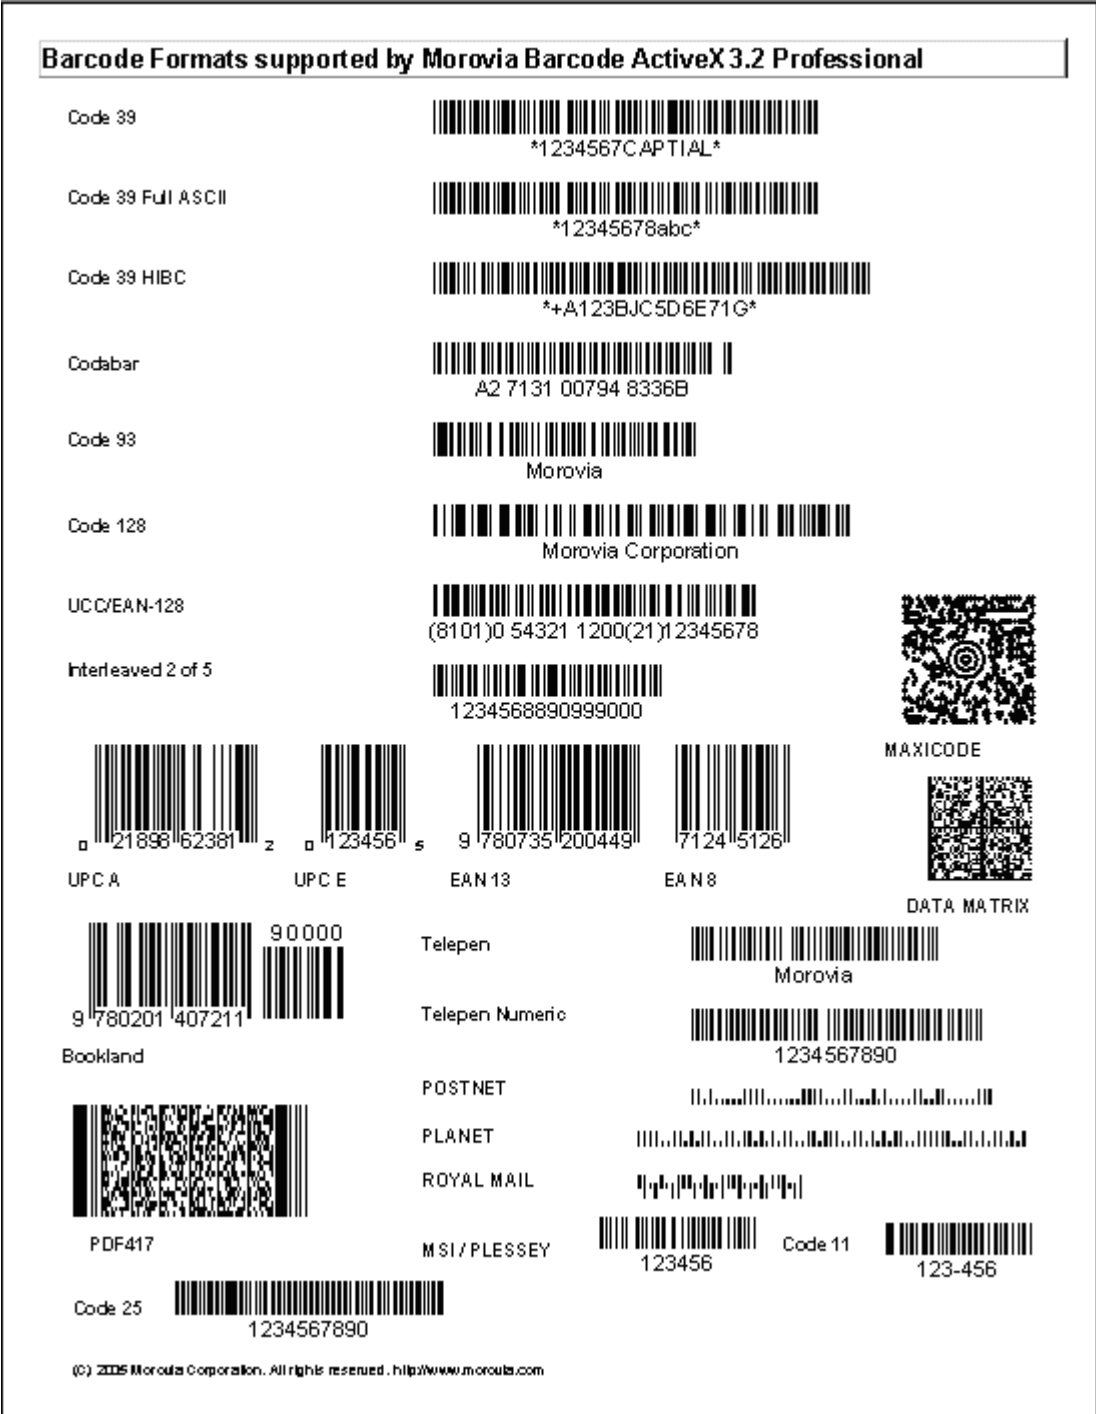 Barcode Formats supported by Morovia Barcode ActiveX 3.2 Professional
Code 39
*1234567CAPTIAL*
Code 39 Full ASCII
*12345678abc*
Code 39 HIBC
*+A123BJC5D6E71G*
Codabar
A2 7131 00794 8336B
Code 93
Morovia
Code 128
Morovia Corporation
UCC/EAN-128
(8101)0 54321 1200(21)12345678
Interleaved 2 of 5
1234568890999000
MAXICODE
0 21898 62381 2
0 123456 5
9 780735 200449
7124 5126
UPC A
UPC E
EAN 13
EAN 8
DATA MATRIX
90000
9 780201 407211
Bookland
Telepen
Morovia
Telepen Numeric
1234567890
POSTNET
PLANET
ROYAL MAIL
PDF417
MSI / PLESSEY
123456
Code 11
123-456
Code 25
1234567890
(C) 2005 Morovia Corporation. All rights reserved. http://www.morovia.com